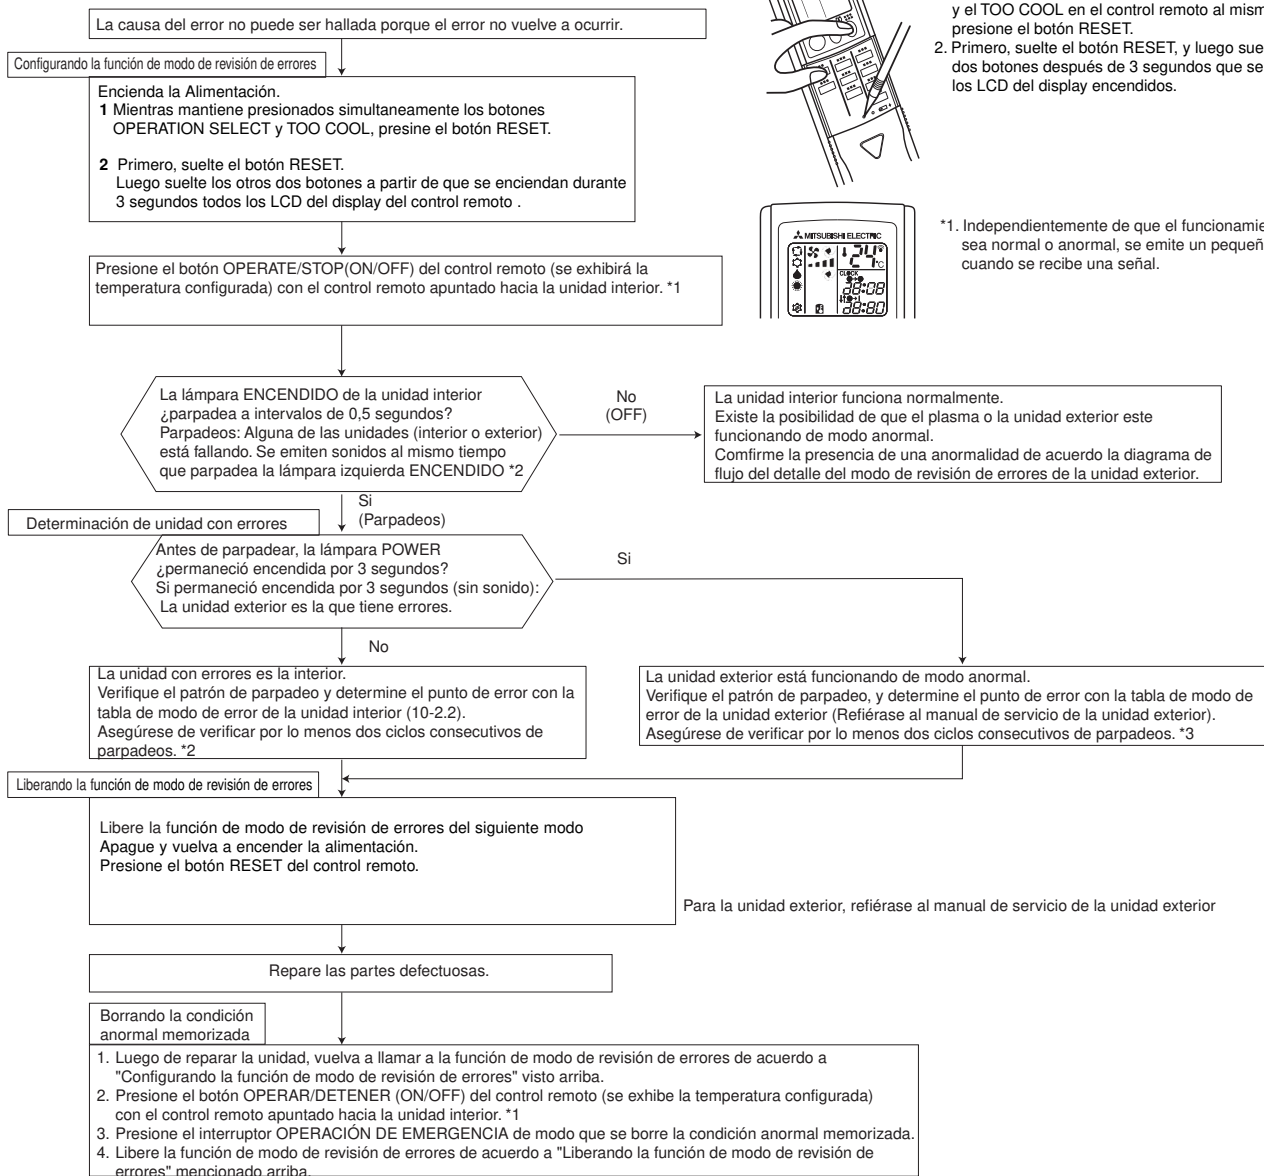 La causa del error no puede ser hallada porque el error no vuelve a ocurrir.
y el TOO COOL en el control remoto al
presione el botón RESET.
2. Primero, suelte el botón RESET, y luego
dos botones después de 3 segundos que se
los LCD del display encendidos.
Configurando la función de modo de revisión de errores
Encienda la Alimentación.
1 Mientras mantiene presionados simultaneamente los botones
OPERATION SELECT y TOO COOL, presine el botón RESET.
2 Primero, suelte el botón RESET.
Luego suelte los otros dos botones a partir de que se enciendan durante
3 segundos todos los LCD del display del control remoto .
MITSUBISHI ELECTRIC
CLOCK
88:08
88:80
*1. Independientemente de que el
sea normal o anormal, se emite un
cuando se recibe una señal.
Presione el botón OPERATE/STOP(ON/OFF) del control remoto (se exhibirá la
temperatura configurada) con el control remoto apuntado hacia la unidad interior. *1
La lámpara ENCENDIDO de la unidad interior
¿parpadea a intervalos de 0,5 segundos?
Parpadeos: Alguna de las unidades (interior o exterior)
está fallando. Se emiten sonidos al mismo tiempo
que parpadea la lámpara izquierda ENCENDIDO *2
No
(OFF)
La unidad interior funciona normalmente.
Existe la posibilidad de que el plasma o la unidad exterior este
funcionando de modo anormal.
Comfirme la presencia de una anormalidad de acuerdo la diagrama de
flujo del detalle del modo de revisión de errores de la unidad exterior.
Si
(Parpadeos)
Determinación de unidad con errores
Antes de parpadear, la lámpara POWER
¿permaneció encendida por 3 segundos?
Si permaneció encendida por 3 segundos (sin sonido):
La unidad exterior es la que tiene errores.
Si
No
La unidad con errores es la interior.
Verifique el patrón de parpadeo y determine el punto de error con la
tabla de modo de error de la unidad interior (10-2.2).
Asegúrese de verificar por lo menos dos ciclos consecutivos de
parpadeos. *2
La unidad exterior está funcionando de modo anormal.
Verifique el patrón de parpadeo, y determine el punto de error con la tabla de modo de
error de la unidad exterior (Refiérase al manual de servicio de la unidad exterior).
Asegúrese de verificar por lo menos dos ciclos consecutivos de parpadeos. *3
Liberando la función de modo de revisión de errores
Libere la función de modo de revisión de errores del siguiente modo
Apague y vuelva a encender la alimentación.
Presione el botón RESET del control remoto.
Para la unidad exterior, refiérase al manual de servicio de la unidad exterior
Repare las partes defectuosas.
Borrando la condición
anormal memorizada
1. Luego de reparar la unidad, vuelva a llamar a la función de modo de revisión de errores de acuerdo a
"Configurando la función de modo de revisión de errores" visto arriba.
2. Presione el botón OPERAR/DETENER (ON/OFF) del control remoto (se exhibe la temperatura configurada)
con el control remoto apuntado hacia la unidad interior. *1
3. Presione el interruptor OPERACIÓN DE EMERGENCIA de modo que se borre la condición anormal memorizada.
4. Libere la función de modo de revisión de errores de acuerdo a "Liberando la función de modo de revisión de
errores" mencionado arriba.